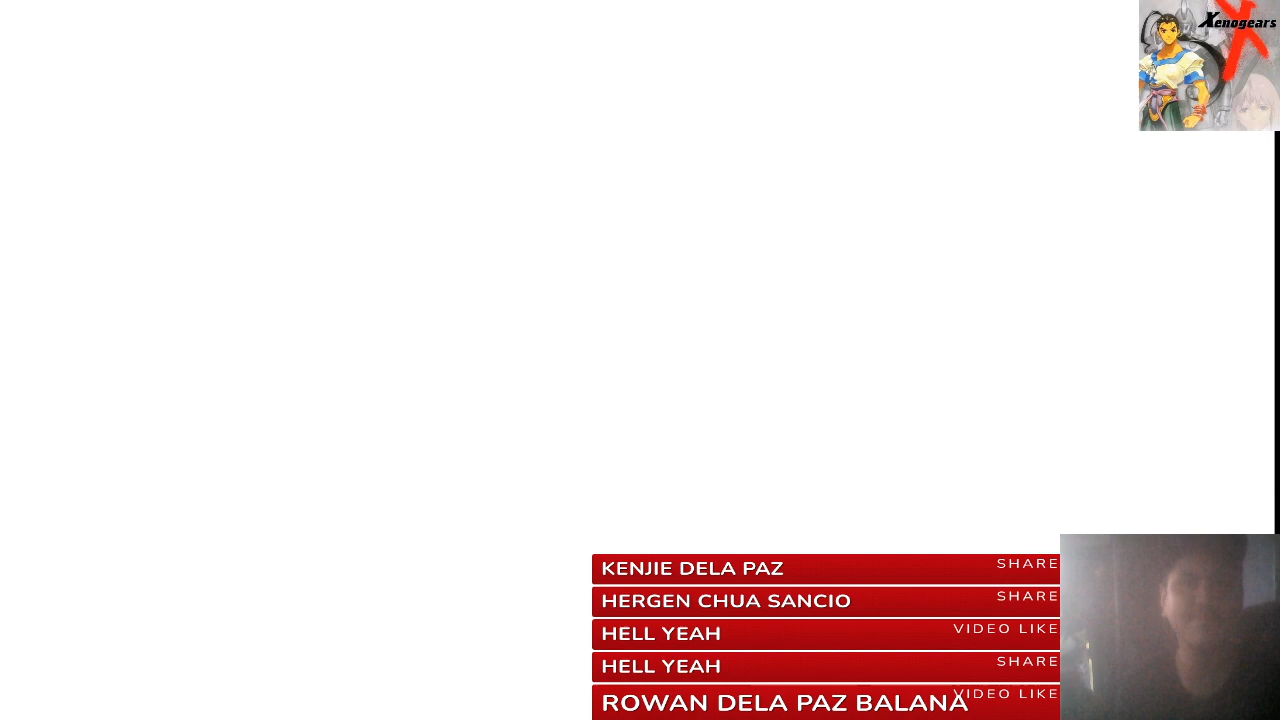 Xenogears
KENJIE DELA PAZ SHARE
HERGEN CHUA SANCIO SHARE
HELL YEAH VIDEO LIKE
HELL YEAH SHARE
ROWAN DELA PAZ BALANA VIDEO LIKE